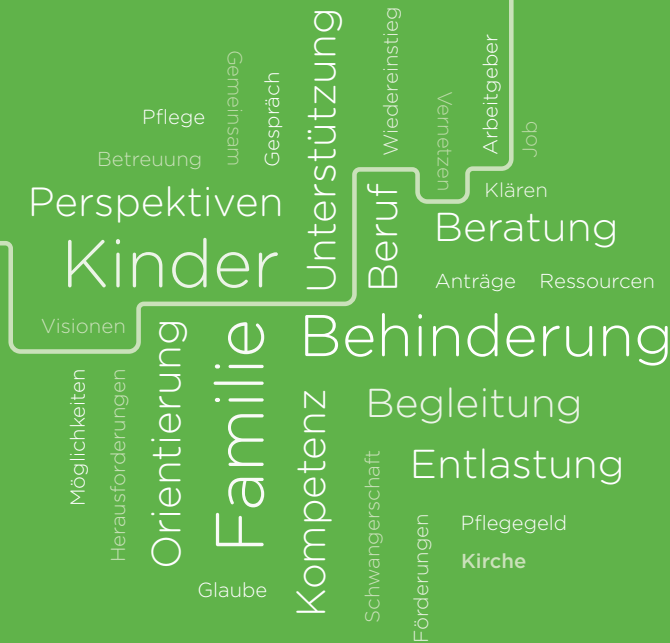 Gemeinsam
Gespräch
Unterstützung
Wiedereinstieg
Vernetzen
Arbeitgeber
Job
Pflege
Betreuung
Perspektiven
Beruf
Klären
Beratung
Kinder
Anträge
Ressourcen
Visionen
Behinderung
Möglichkeiten
Herausforderungen
Orientierung
Familie
Kompetenz
Begleitung
Schwangerschaft
Entlastung
Förderungen
Pflegegeld
Kirche
Glaube